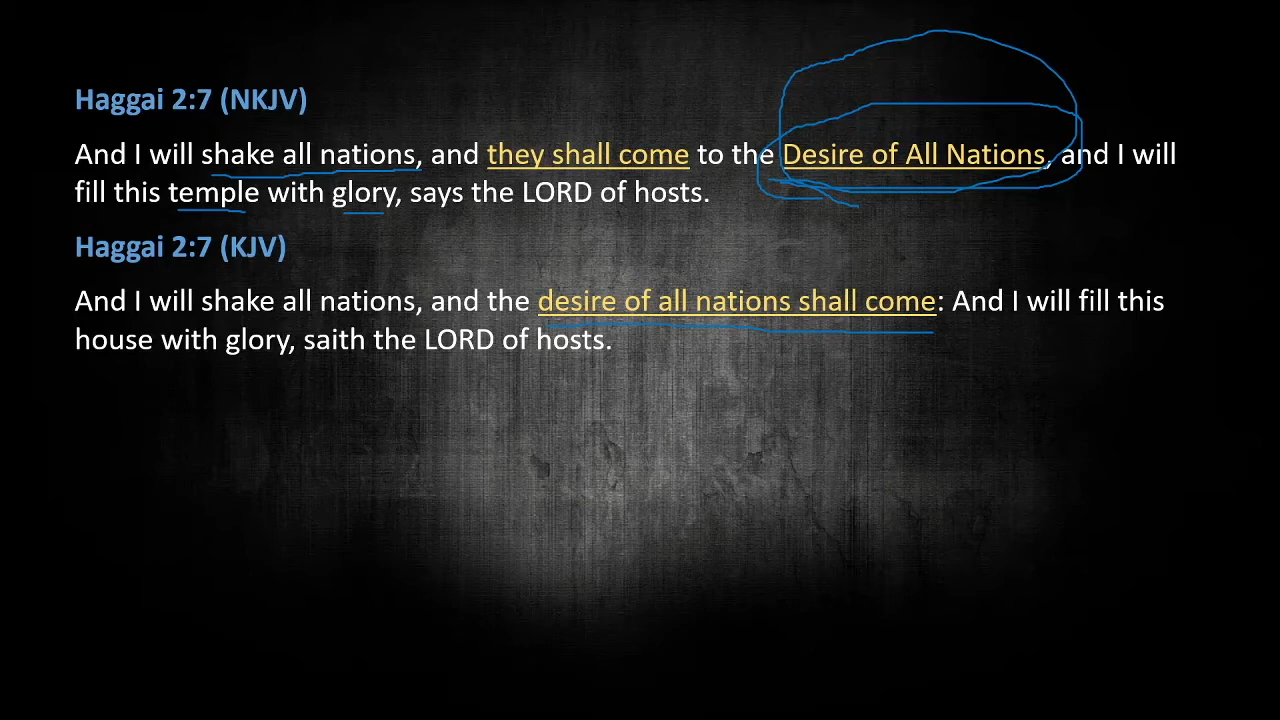 Haggai 2:7 (NKJV)
And I will shake all nations, and they shall come to the Desire of All Nations, and I will
fill this temple with glory, says the LORD of hosts.
Haggai 2:7 (KJV)
And I will shake all nations, and the desire of all nations shall come: And I will fill this
house with glory, saith the LORD of hosts.